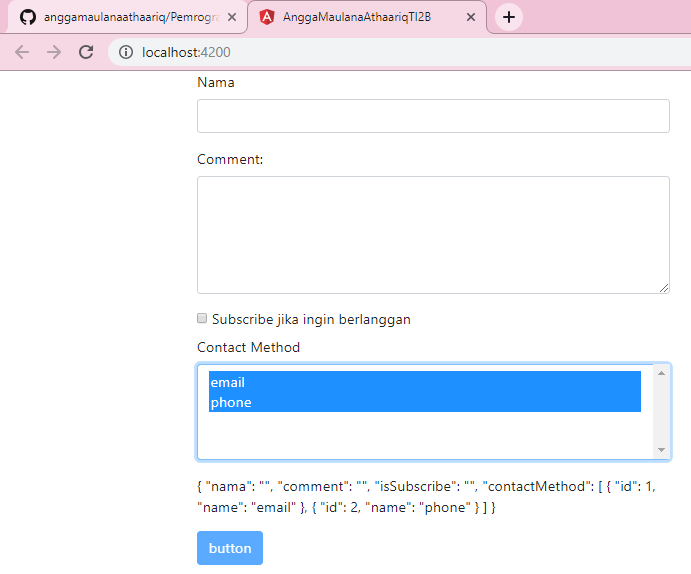 anggamaulanaathaariq/Pemrogra
AnggaMaulanaAthaariqTI2B
localhost:4200
Nama
Comment:
Subscribe jika ingin berlanggan
Contact Method
email
phone
{ "nama": "", "comment": "", "isSubscribe": "", "contactMethod": [ { "id": 1,
"name": "email" }, { "id": 2, "name": "phone" } ] }
button